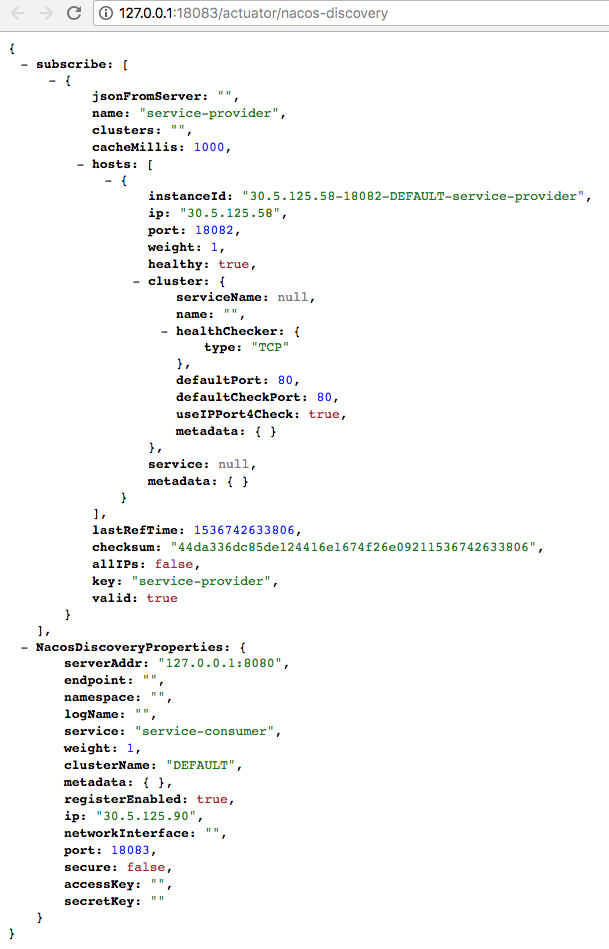 127.0.0.1:18083/actuator/nacos-discovery
{
− subscribe: [
− {
jsonFromServer: "",
name: "service-provider",
clusters: "",
cacheMillis: 1000,
− hosts: [
− {
instanceId: "30.5.125.58-18082-DEFAULT-service-provider",
ip: "30.5.125.58",
port: 18082,
weight: 1,
healthy: true,
− cluster: {
serviceName: null,
name: "",
− healthChecker: {
type: "TCP"
},
defaultPort: 80,
defaultCheckPort: 80,
useIPPort4Check: true,
metadata: { }
},
service: null,
metadata: { }
}
],
lastRefTime: 1536742633806,
checksum: "44da336dc85de124416e1674f26e09211536742633806",
allIPs: false,
key: "service-provider",
valid: true
}
],
− NacosDiscoveryProperties: {
serverAddr: "127.0.0.1:8080",
endpoint: "",
namespace: "",
logName: "",
service: "service-consumer",
weight: 1,
clusterName: "DEFAULT",
metadata: { },
registerEnabled: true,
ip: "30.5.125.90",
networkInterface: "",
port: 18083,
secure: false,
accessKey: "",
secretKey: ""
}
}